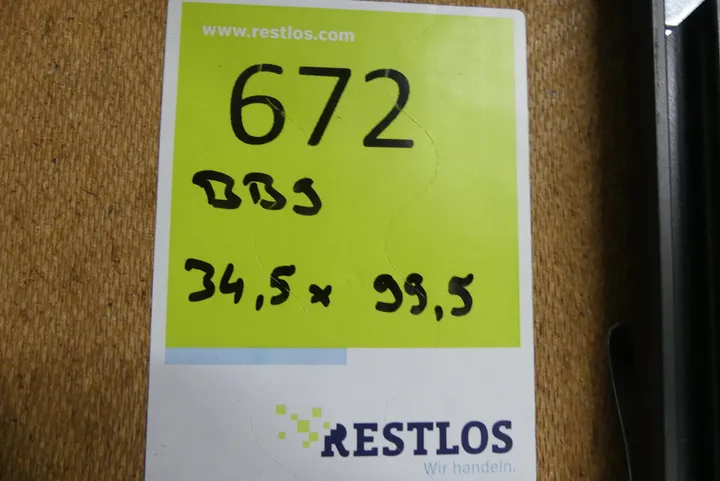 www.restlos.com
672
BBS
34,5 x 99,5
RESTLOS
Wir handeln.